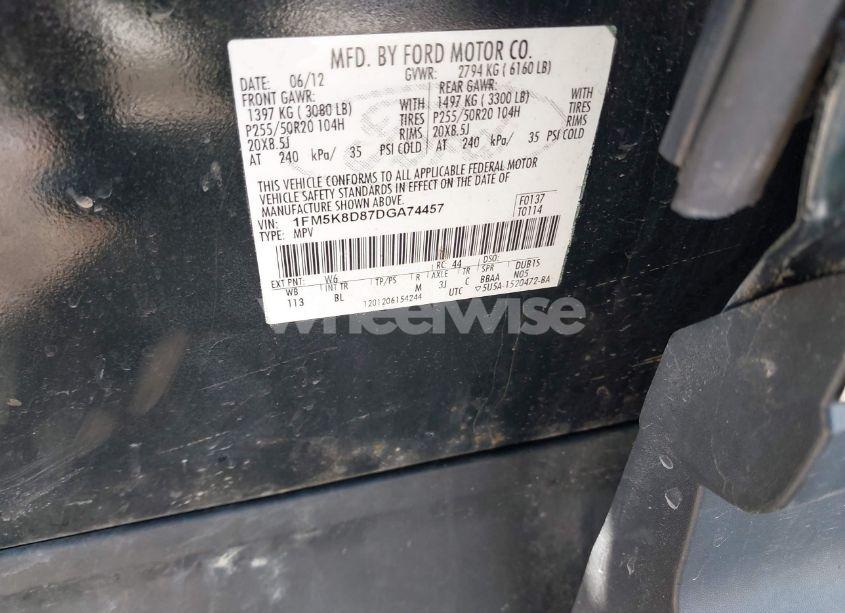 MFD. BY FORD MOTOR CO.
DATE: 06/12 GVWR: 2794 KG ( 6160 LB)
FRONT GAWR: REAR GAWR:
1397 KG ( 3080 LB) WITH 1497 KG ( 3300 LB) WITH
P255/50R20 104H TIRES P255/50R20 104H TIRES
20X8.5J RIMS 20X8.5J RIMS
AT 240 kPa/ 35 PSI COLD AT 240 kPa/ 35 PSI COLD
THIS VEHICLE CONFORMS TO ALL APPLICABLE FEDERAL MOTOR
VEHICLE SAFETY STANDARDS IN EFFECT ON THE DATE OF
MANUFACTURE SHOWN ABOVE.
VIN: 1FM5K8D87DGA74457 F0137
TYPE: MPV T0114
EXT PNT: W6 RC: 44 DSO:
WB INT TR TP/PS R AXLE TR SPR DUB15
113 BL M 3J C BBAA N05
1201206154244 UTC ▽5U5A-1520472-BA
wheelwise